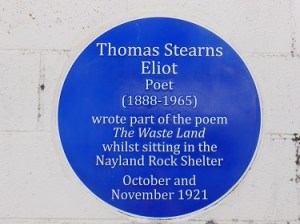 Thomas Stearns
Eliot
Poet
(1888-1965)
wrote part of the poem
The Waste Land
whilst sitting in the
Nayland Rock Shelter
October and
November 1921